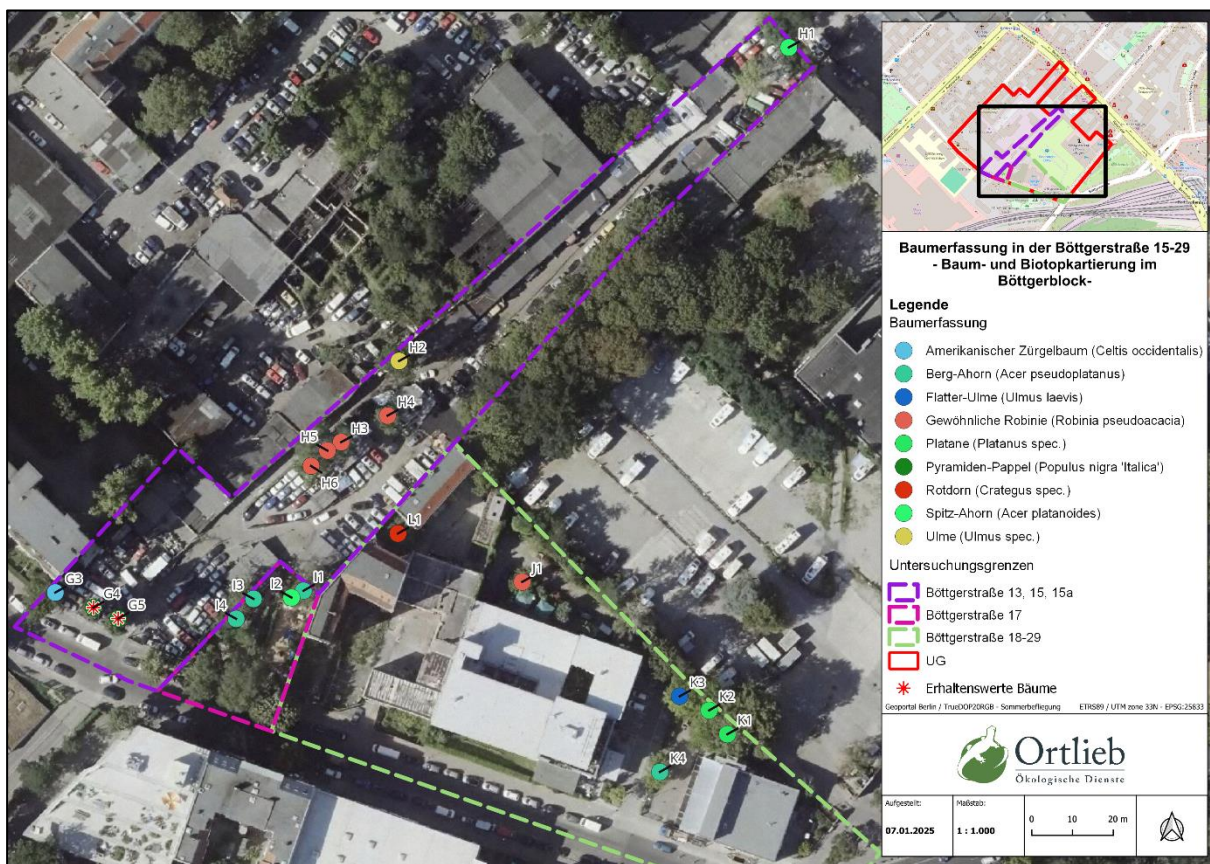 H1
H2
H4
H3
H5
H6
L1
J1
G3
G4
G5
I3
I2
I1
I4
K3
K2
K1
K4
Baumerfassung in der Böttgerstraße 15-29
- Baum- und Biotopkartierung im
Böttgerblock-
Legende
Baumerfassung
Amerikanischer Zürgelbaum (Celtis occidentalis)
Berg-Ahorn (Acer pseudoplatanus)
Flatter-Ulme (Ulmus laevis)
Gewöhnliche Robinie (Robinia pseudoacacia)
Platane (Platanus spec.)
Pyramiden-Pappel (Populus nigra 'Italica')
Rotdorn (Crategus spec.)
Spitz-Ahorn (Acer platanoides)
Ulme (Ulmus spec.)
Untersuchungsgrenzen
Böttgerstraße 13, 15, 15a
Böttgerstraße 17
Böttgerstraße 18-29
UG
Erhaltenswerte Bäume
Geoportal Berlin / TrueDOP20RGB - Sommerbefliegung ETRS89 / UTM zone 33N - EPSG:25833
Ortlieb
Ökologische Dienste
Aufgestellt: Maßstab:
0 10 20 m
07.01.2025 1 : 1.000